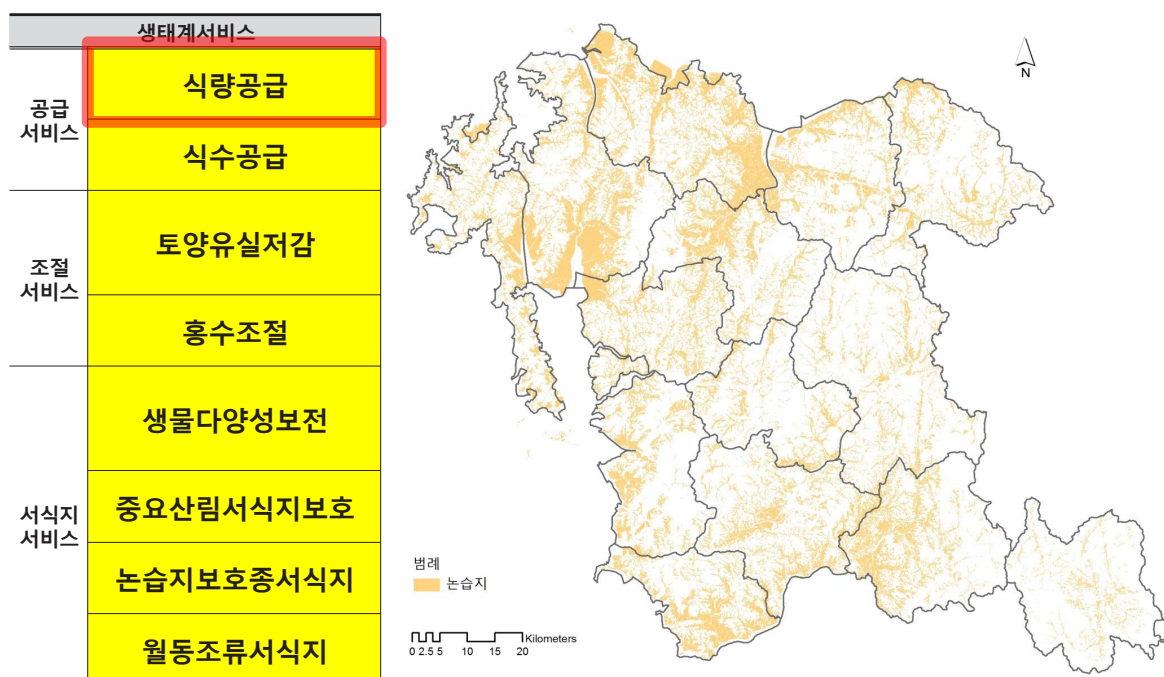 생태계서비스
공급
서비스
식량공급
식수공급
조절
서비스
토양유실저감
홍수조절
서식지
서비스
생물다양성보전
중요산림서식지보호
논습지보호종서식지
월동조류서식지
N
범례
논습지
Kilometers
0 2.5 5 10 15 20